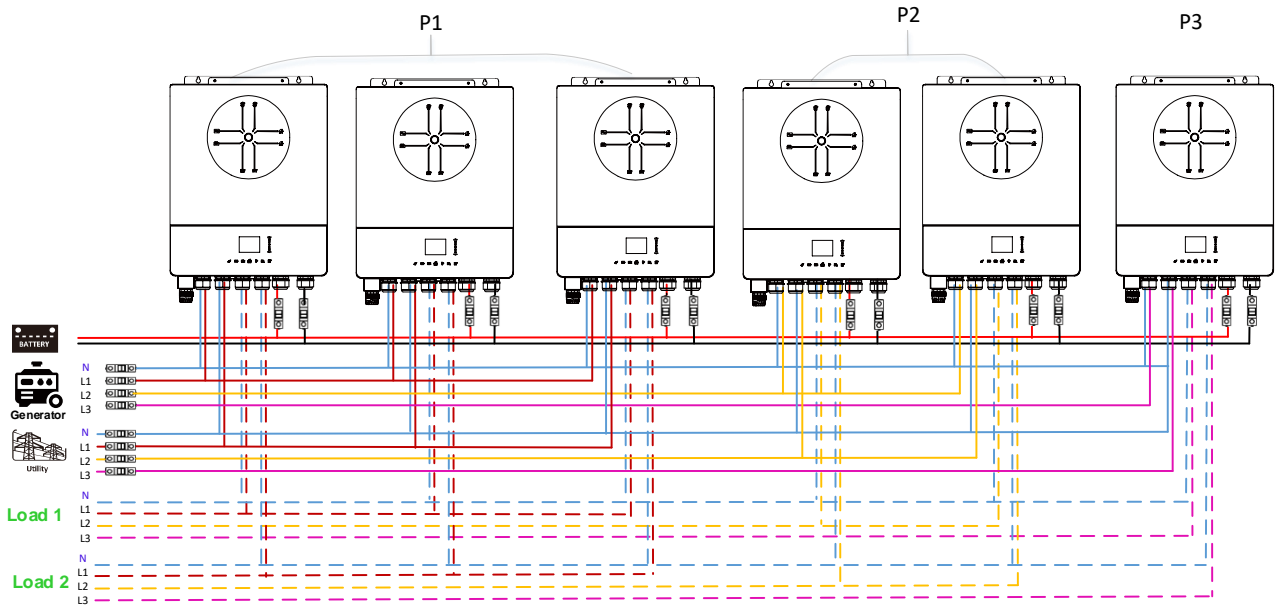 P1
P2
P3
BATTERY
N
L1
L2
L3
Generator
N
L1
L2
L3
Utility
N
L1
L2
L3
Load 1
N
L1
L2
L3
Load 2